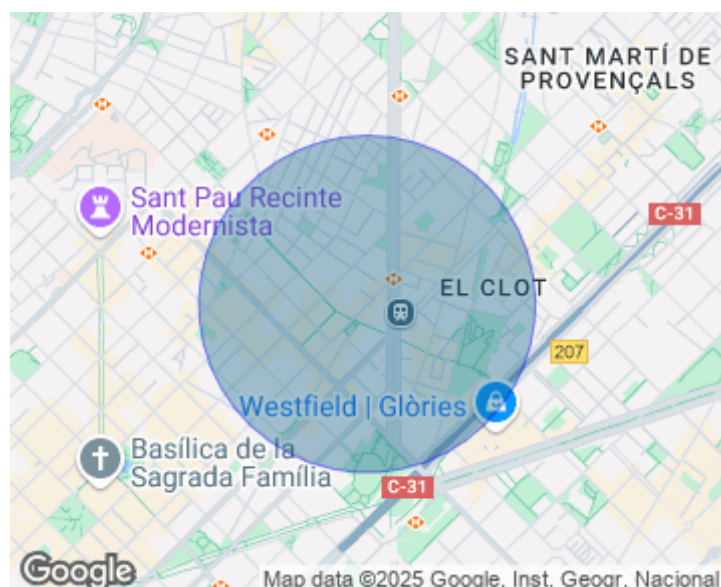 SANT MARTÍ DE
PROVENÇALS
Sant Pau Recinte
Modernista
C-31
EL CLOT
207
Westfield | Glòries
Basílica de la
Sagrada Família
C-31
Google
Map data ©2025 Google, Inst. Geogr. Nacional